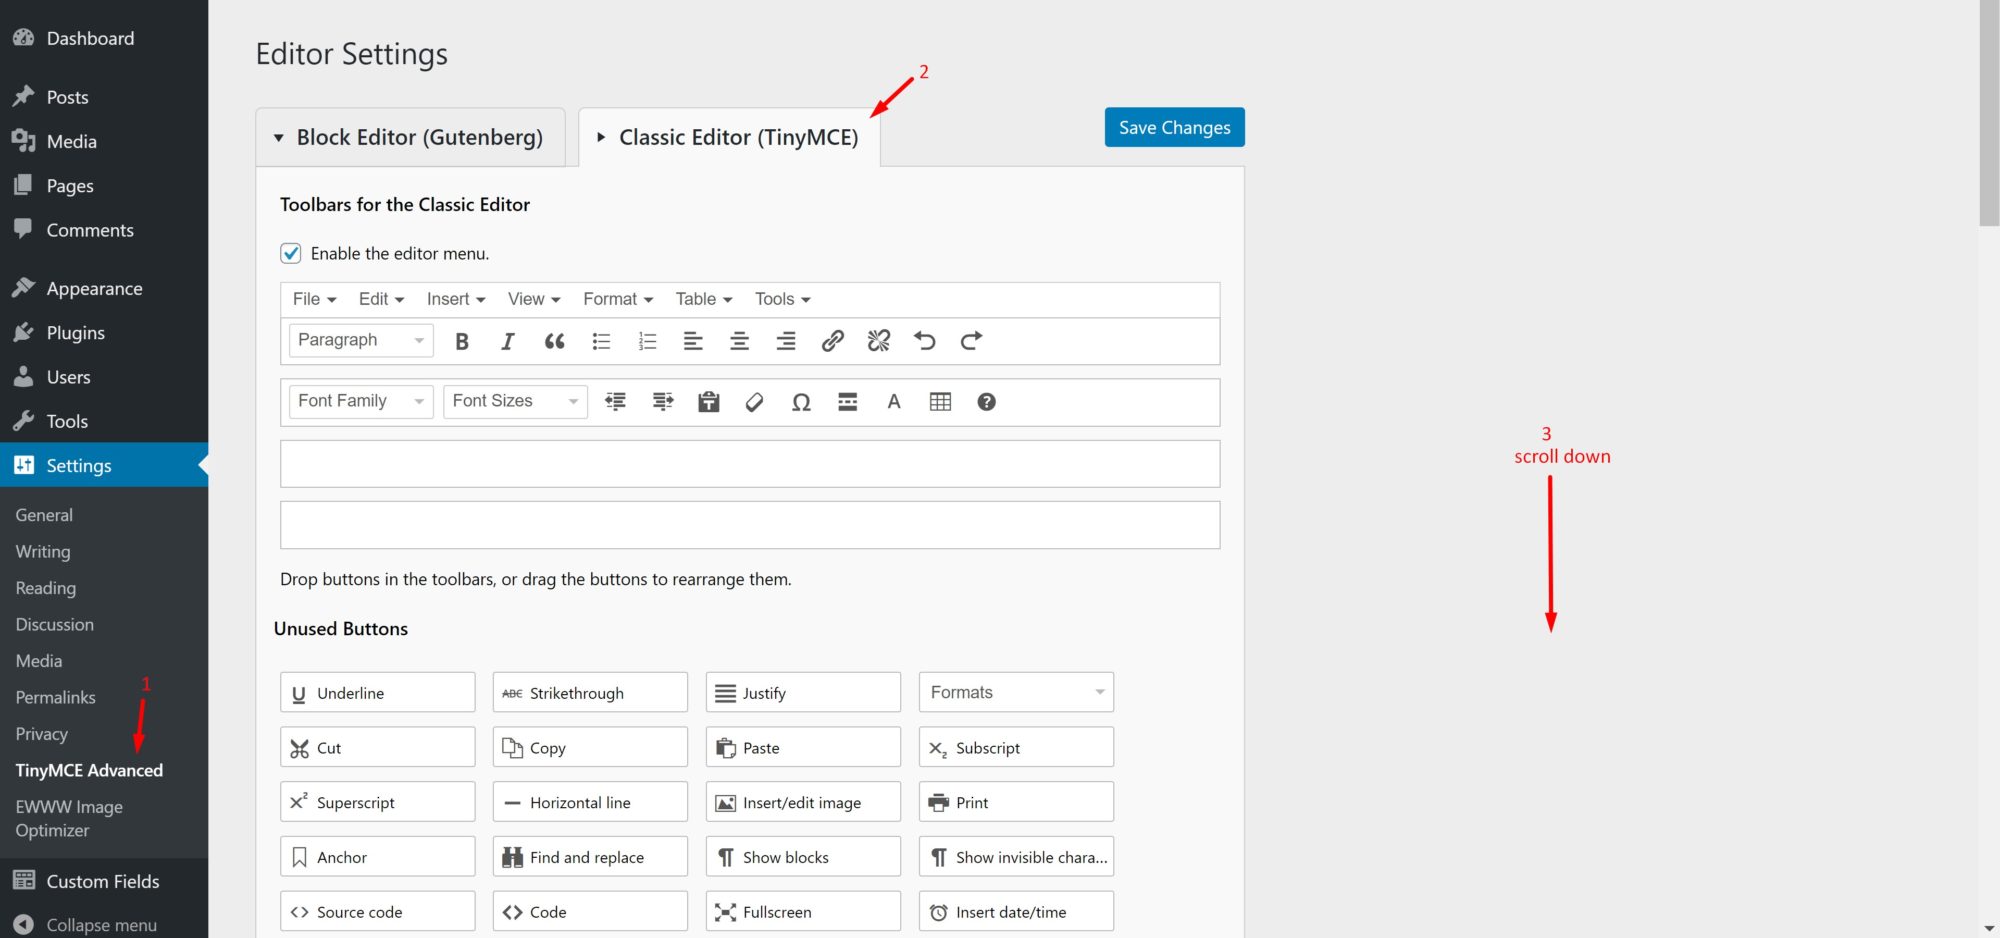 Dashboard
Posts
Media
Pages
Comments
Appearance
Plugins
Users
Tools
Settings
General
Writing
Reading
Discussion
Media
Permalinks
1
Privacy
TinyMCE Advanced
EWWW Image
Optimizer
Custom Fields
Collapse menu
Editor Settings
2
Block Editor (Gutenberg)
Classic Editor (TinyMCE)
Save Changes
Toolbars for the Classic Editor
Enable the editor menu.
File Edit Insert View Format Table Tools
Paragraph B I
Font Family Font Sizes Ω A ?
Drop buttons in the toolbars, or drag the buttons to rearrange them.
Unused Buttons
U Underline ABC Strikethrough Justify Formats
Cut Copy Paste X2 Subscript
X2 Superscript Horizontal line Insert/edit image Print
Anchor Find and replace ¶ Show blocks ¶ Show invisible chara...
<> Source code <> Code Fullscreen Insert date/time
3
scroll down